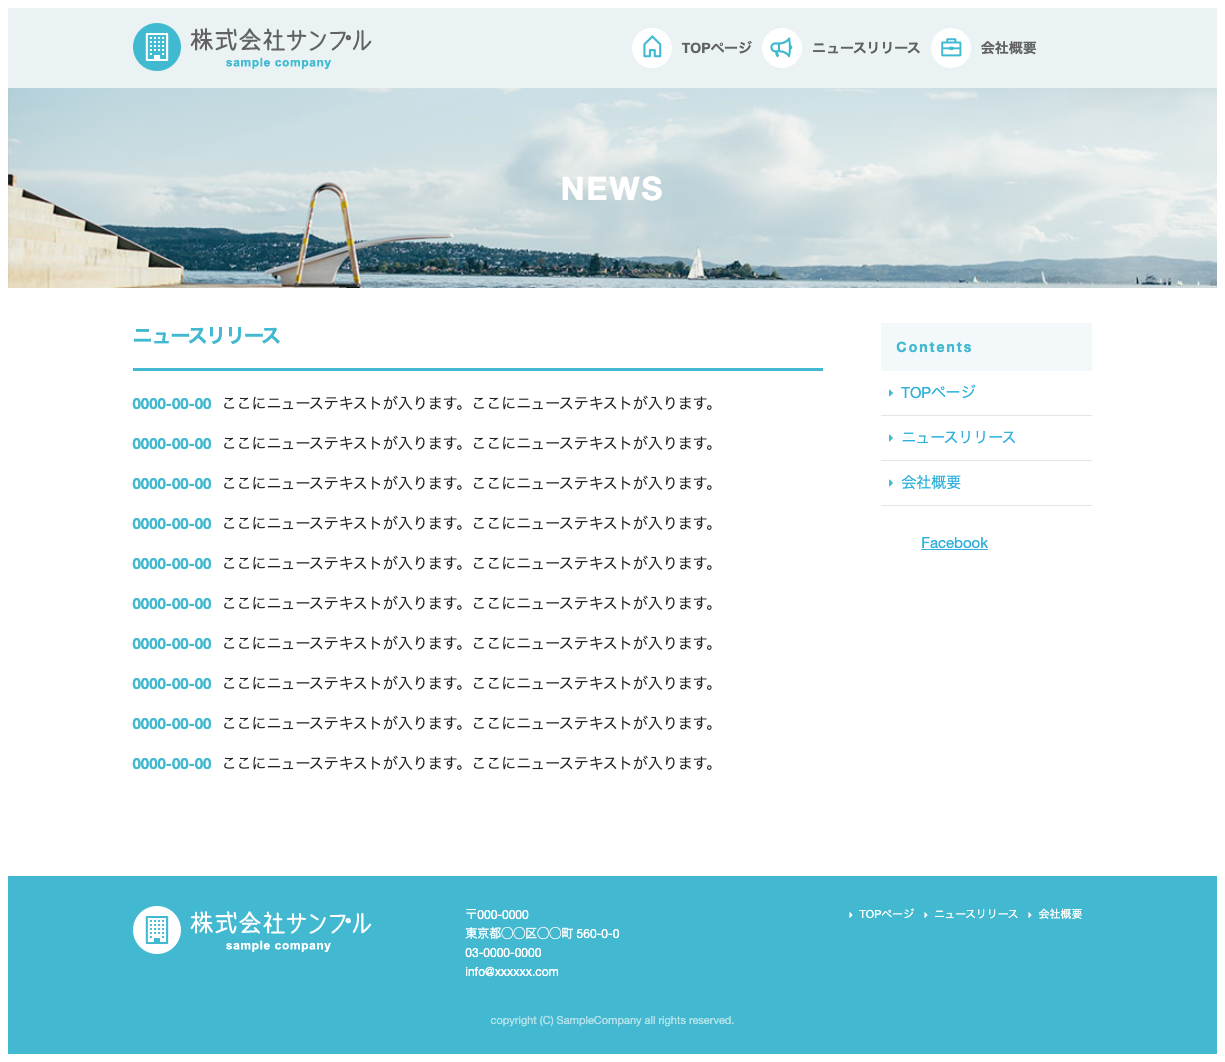 株式会社サンプル
sample company
TOPページ
ニュースリリース
会社概要
NEWS
ニュースリリース
0000-00-00 ここにニューステキストが入ります。ここにニューステキストが入ります。
0000-00-00 ここにニューステキストが入ります。ここにニューステキストが入ります。
0000-00-00 ここにニューステキストが入ります。ここにニューステキストが入ります。
0000-00-00 ここにニューステキストが入ります。ここにニューステキストが入ります。
0000-00-00 ここにニューステキストが入ります。ここにニューステキストが入ります。
0000-00-00 ここにニューステキストが入ります。ここにニューステキストが入ります。
0000-00-00 ここにニューステキストが入ります。ここにニューステキストが入ります。
0000-00-00 ここにニューステキストが入ります。ここにニューステキストが入ります。
0000-00-00 ここにニューステキストが入ります。ここにニューステキストが入ります。
0000-00-00 ここにニューステキストが入ります。ここにニューステキストが入ります。
Contents
TOPページ
ニュースリリース
会社概要
Facebook
株式会社サンプル
sample company
〒000-0000
東京都〇〇区〇〇町 560-0-0
03-0000-0000
info@xxxxxx.com
TOPページ
ニュースリリース
会社概要
copyright (C) SampleCompany all rights reserved.